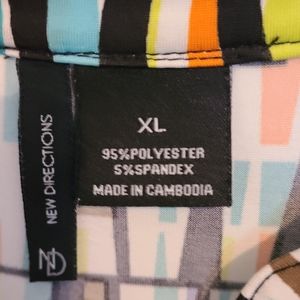 NEW DIRECTIONS
ND
XL
95%POLYESTER
5%SPANDEX
MADE IN CAMBODIA